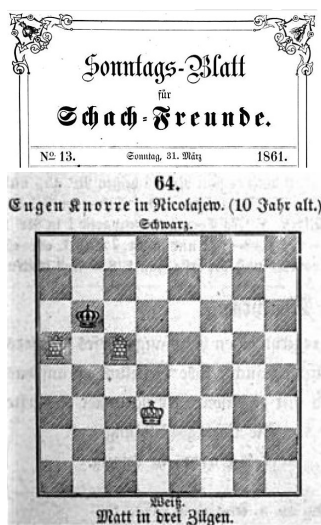 Sonntags-Blatt
für
Schach-Freunde.
No 13. Sonntag, 31. März 1861.
64.
Eugen Knorre in Nicolajew. (10 Jahr alt.)
Schwarz.
Weiß.
Matt in drei Zügen.